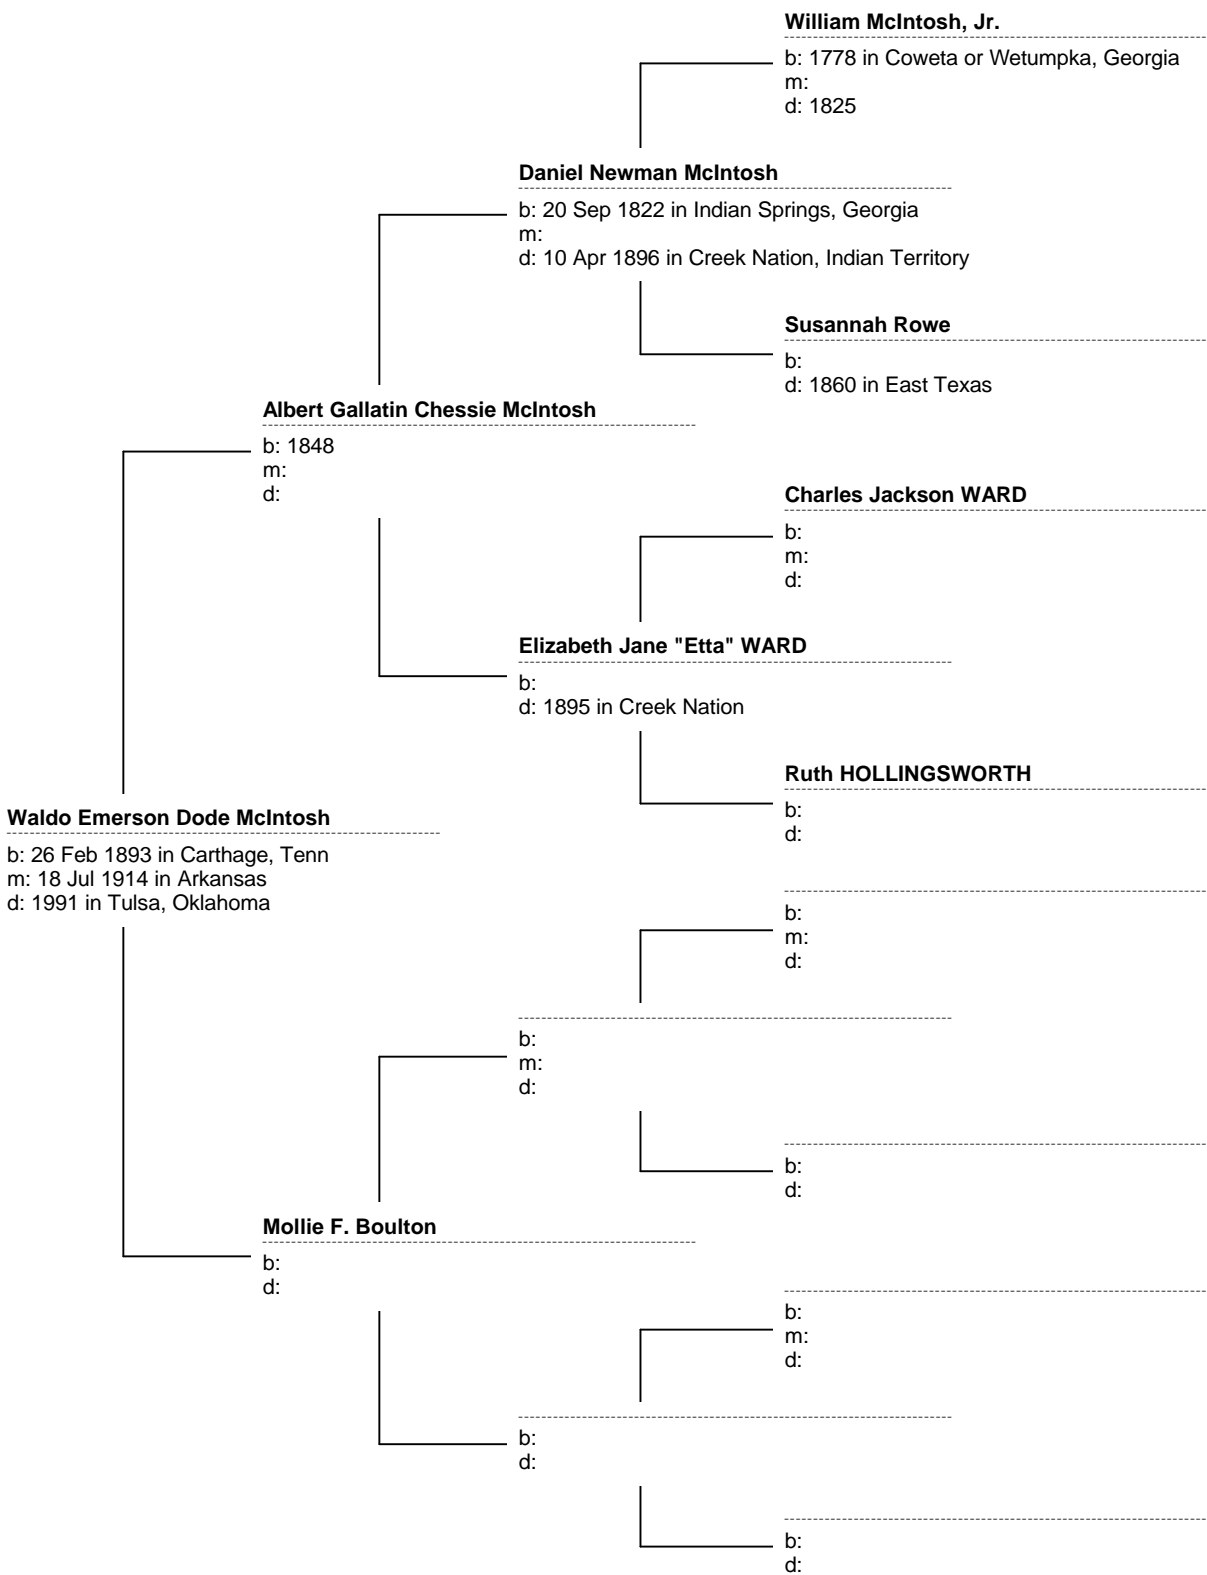 William McIntosh, Jr.
b: 1778 in Coweta or Wetumpka, Georgia
m:
d: 1825
Daniel Newman McIntosh
b: 20 Sep 1822 in Indian Springs, Georgia
m:
d: 10 Apr 1896 in Creek Nation, Indian Territory
Susannah Rowe
b:
d: 1860 in East Texas
Albert Gallatin Chessie McIntosh
b: 1848
m:
d:
Charles Jackson WARD
b:
m:
d:
Elizabeth Jane "Etta" WARD
b:
d: 1895 in Creek Nation
Ruth HOLLINGSWORTH
b:
d:
Waldo Emerson Dode McIntosh
b: 26 Feb 1893 in Carthage, Tenn
m: 18 Jul 1914 in Arkansas
d: 1991 in Tulsa, Oklahoma
b:
m:
d:
b:
m:
d:
b:
d:
Mollie F. Boulton
b:
d:
b:
m:
d:
b:
d:
b:
d: